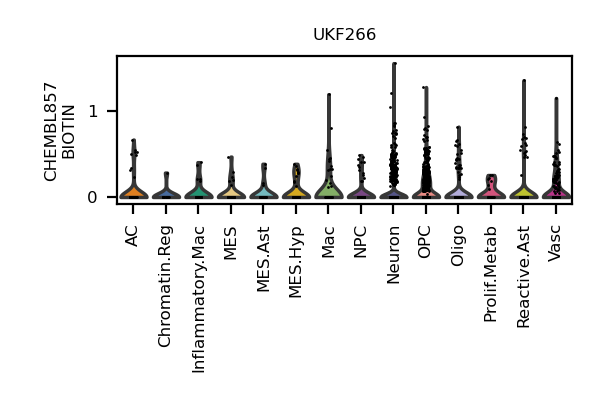 UKF266
CHEMBL857
BIOTIN
1
0
AC
Chromatin.Reg
Inflammatory.Mac
MES
MES.Ast
MES.Hyp
Mac
NPC
Neuron
OPC
Oligo
Prolif.Metab
Reactive.Ast
Vasc